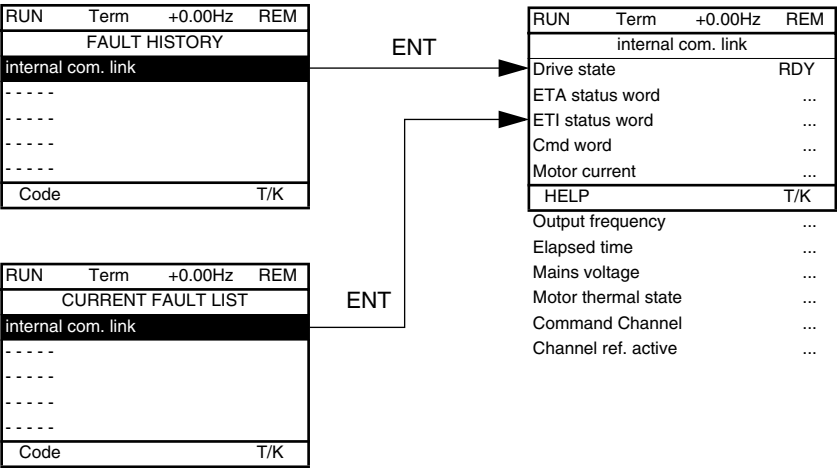 RUN Term +0.00Hz REM
FAULT HISTORY
internal com. link
- - - - -
- - - - -
- - - - -
- - - - -
Code T/K
ENT
RUN Term +0.00Hz REM
CURRENT FAULT LIST
internal com. link
- - - - -
- - - - -
- - - - -
- - - - -
Code T/K
ENT
RUN Term +0.00Hz REM
internal com. link
Drive state RDY
ETA status word ...
ETI status word ...
Cmd word ...
Motor current ...
HELP T/K
Output frequency ...
Elapsed time ...
Mains voltage ...
Motor thermal state ...
Command Channel ...
Channel ref. active ...